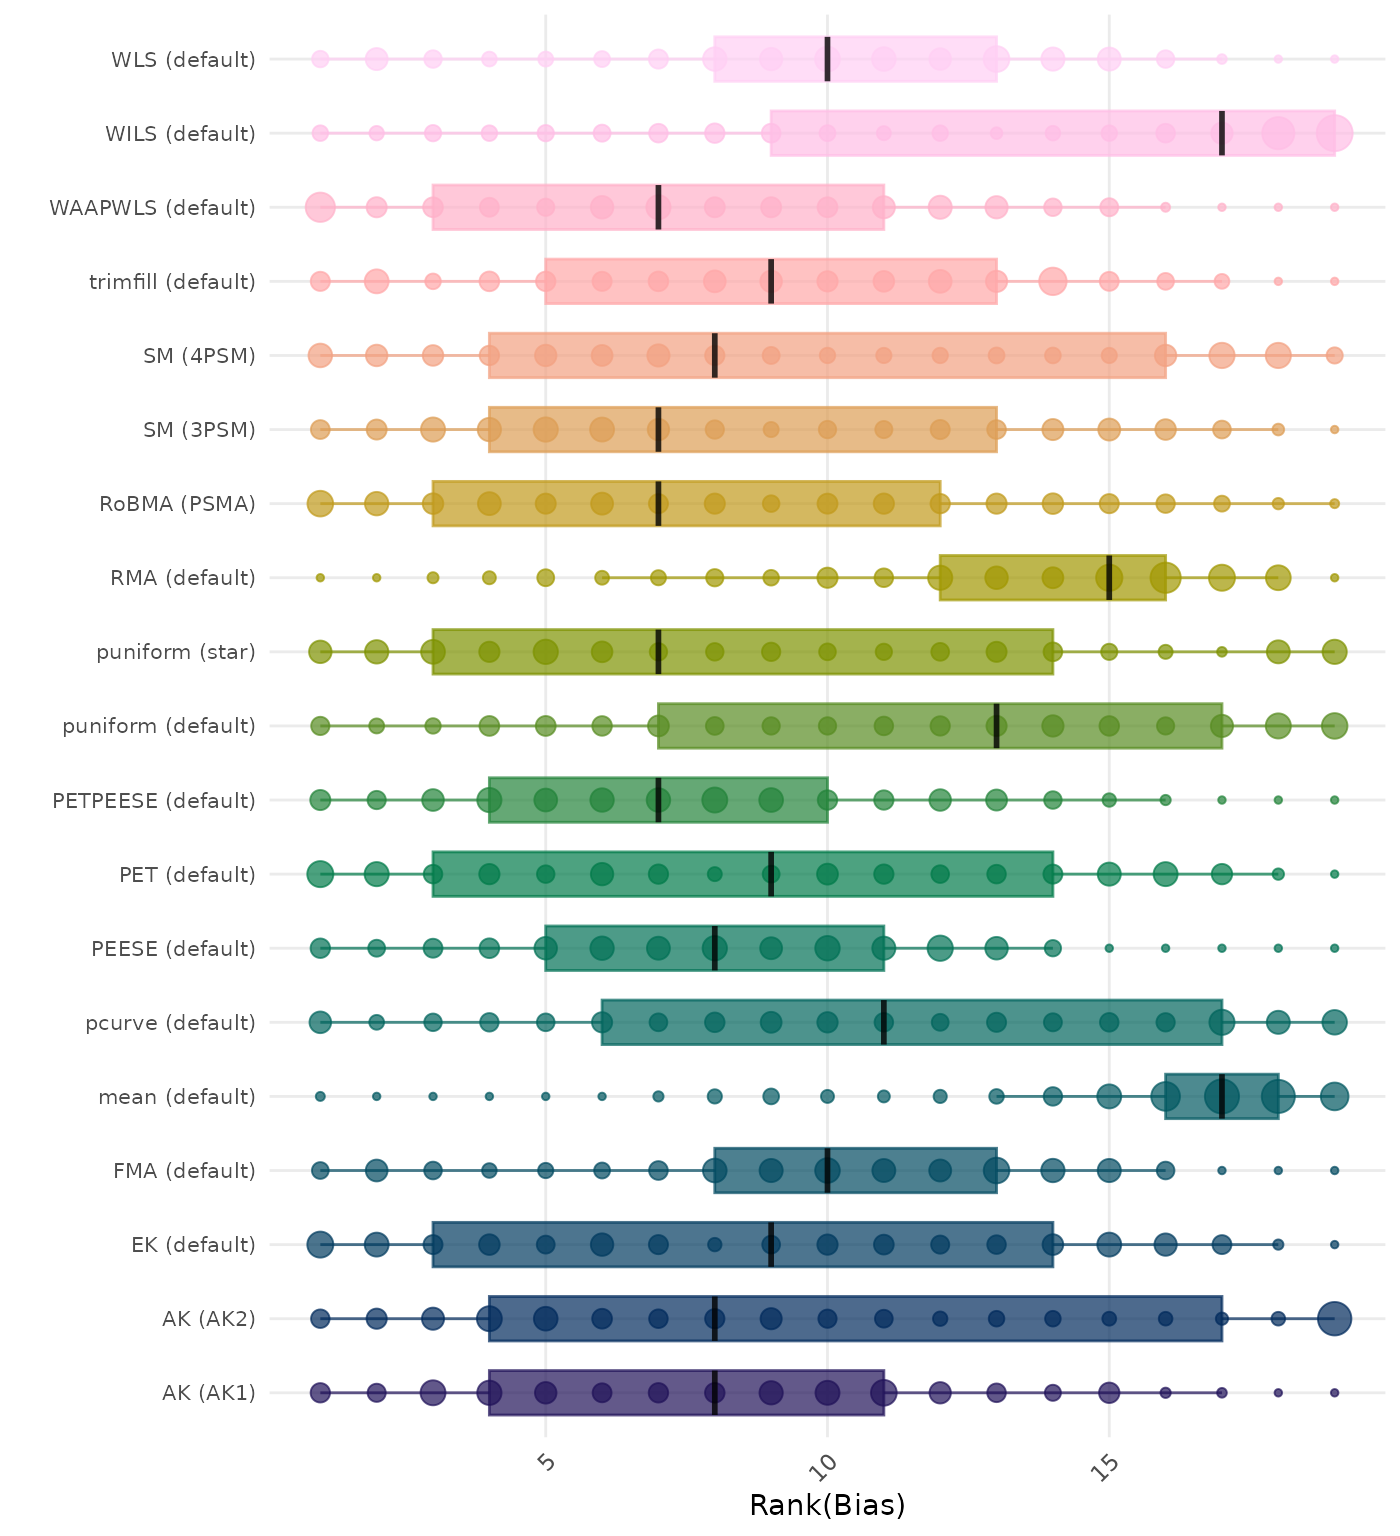 WLS (default)
WILS (default)
WAAPWLS (default)
trimfill (default)
SM (4PSM)
SM (3PSM)
RoBMA (PSMA)
RMA (default)
puniform (star)
puniform (default)
PETPEESE (default)
PET (default)
PEESE (default)
pcurve (default)
mean (default)
FMA (default)
EK (default)
AK (AK2)
AK (AK1)
5
10
15
Rank(Bias)